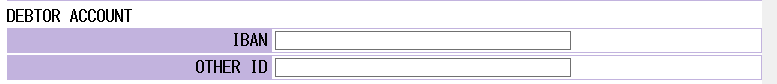 DEBTOR ACCOUNT
IBAN
OTHER ID